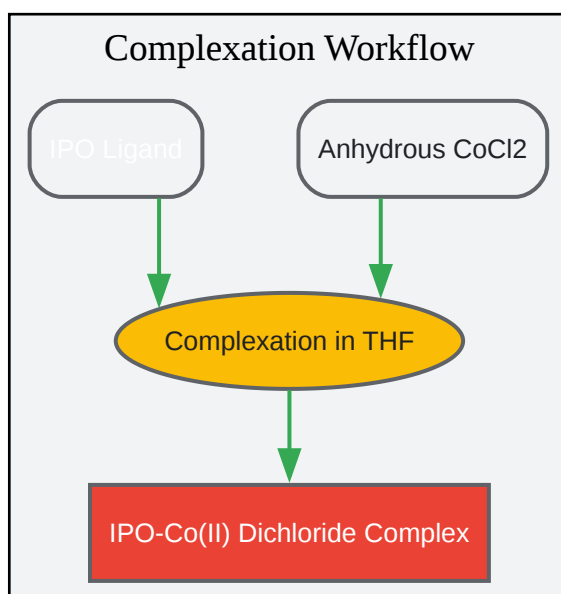 Complexation Workflow
IPO Ligand
Anhydrous CoCl2
Complexation in THF
IPO-Co(II) Dichloride Complex